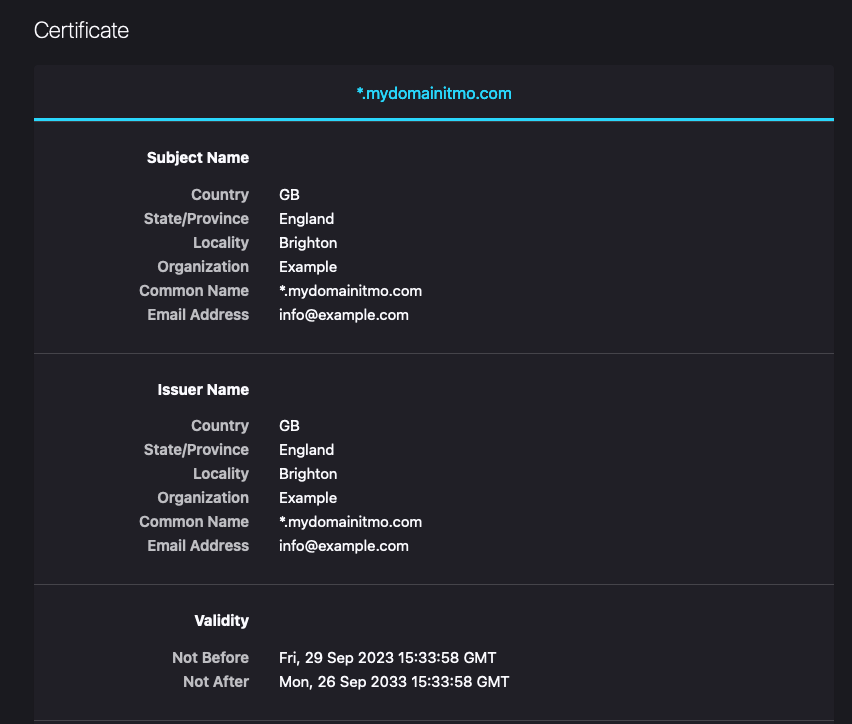 Certificate
*.mydomainitmo.com
Subject Name
Country GB
State/Province England
Locality Brighton
Organization Example
Common Name *.mydomainitmo.com
Email Address info@example.com
Issuer Name
Country GB
State/Province England
Locality Brighton
Organization Example
Common Name *.mydomainitmo.com
Email Address info@example.com
Validity
Not Before Fri, 29 Sep 2023 15:33:58 GMT
Not After Mon, 26 Sep 2033 15:33:58 GMT